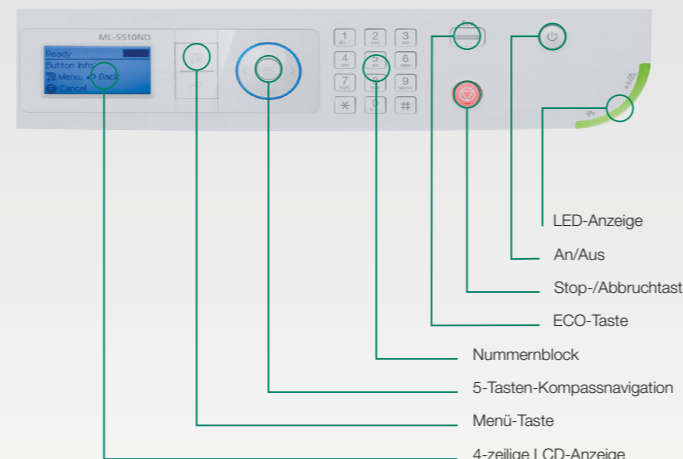 ML-5510ND
Ready
Button Info
Menu, Back
Cancel
1 2 3
4 5 6
7 8 9
* 0 #
LED-Anzeige
An/Aus
Stop-/Abbruchtast
ECO-Taste
Nummernblock
5-Tasten-Kompassnavigation
Menü-Taste
4-zeilige LCD-Anzeige